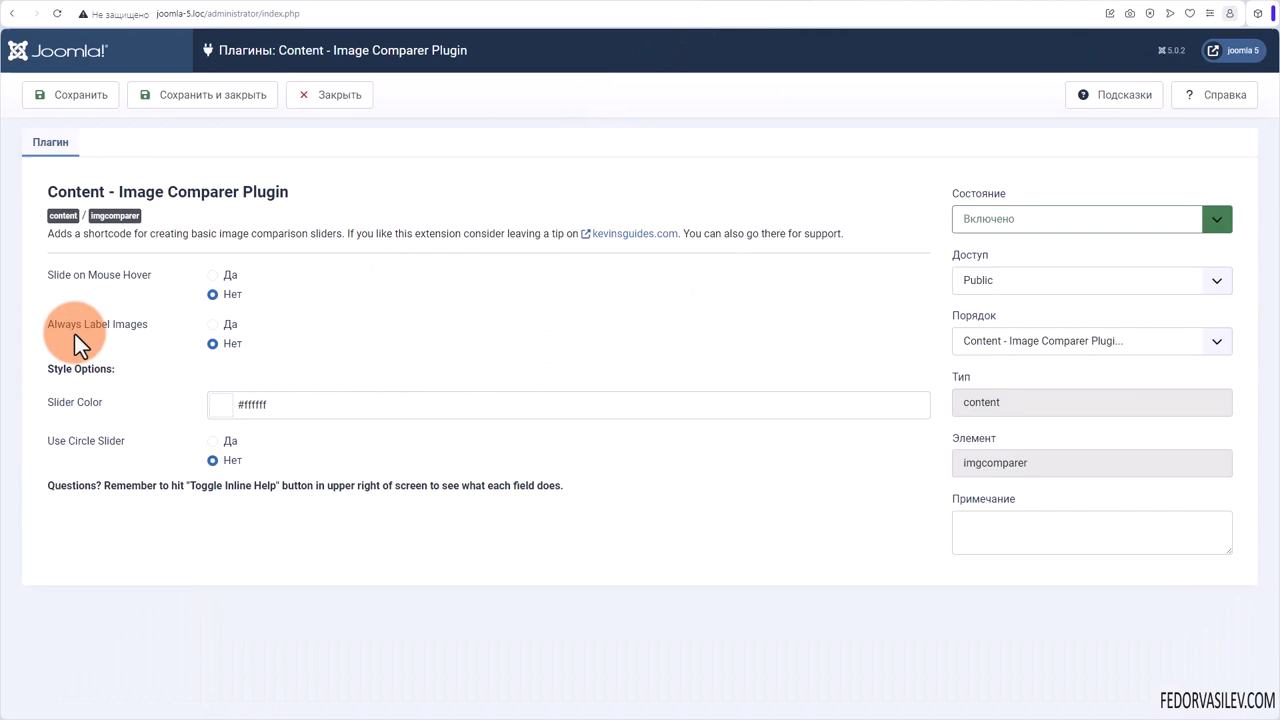 Не защищено joomla-5.loc/administrator/index.php
Joomla!® Плагины: Content - Image Comparer Plugin 5.0.2 joomla 5
Сохранить Сохранить и закрыть Закрыть Подсказки ? Справка
Плагин
Content - Image Comparer Plugin
content / imgcomparer
Adds a shortcode for creating basic image comparison sliders. If you like this extension consider leaving a tip on kevinsguides.com. You can also go there for support.
Slide on Mouse Hover
Да
Нет
Always Label Images
Да
Нет
Style Options:
Slider Color
#ffffff
Use Circle Slider
Да
Нет
Questions? Remember to hit "Toggle Inline Help" button in upper right of screen to see what each field does.
Состояние
Включено
Доступ
Public
Порядок
Content - Image Comparer Plugi...
Тип
content
Элемент
imgcomparer
Примечание
FEDORVASILEV.COM